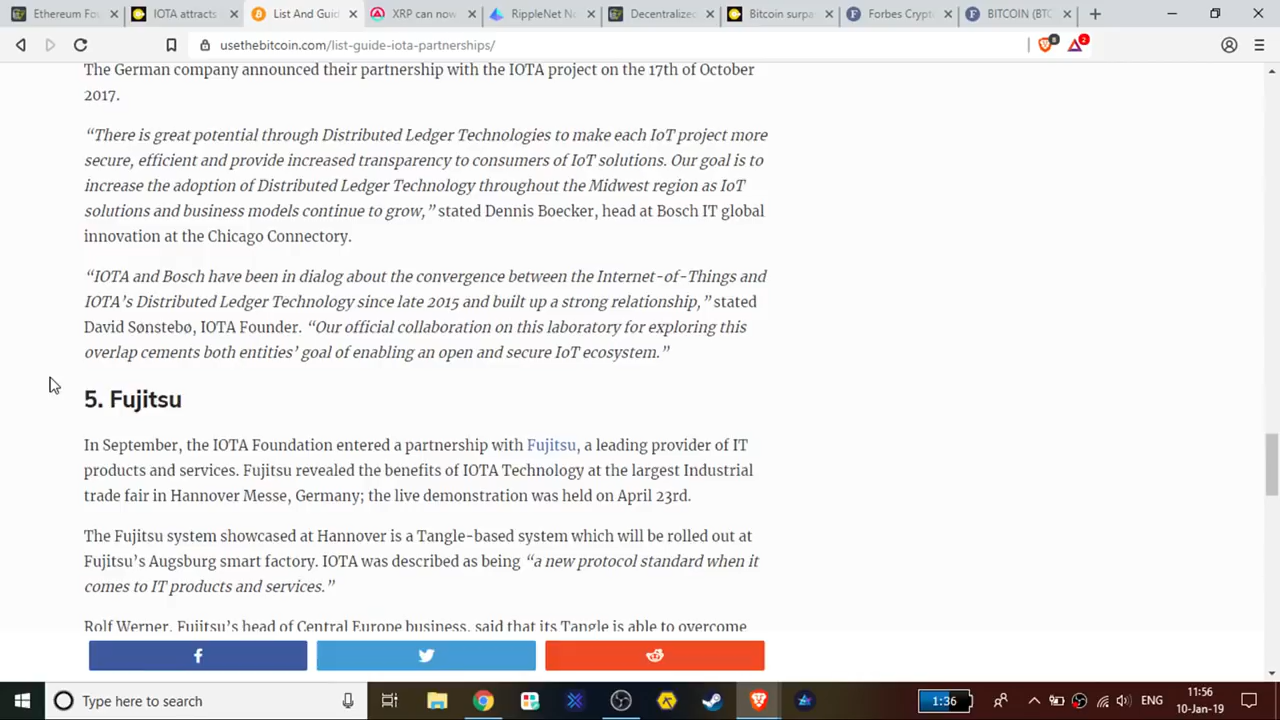 Ethereum Fou
IOTA attracts
List And Guid
XRP can now
RippleNet Ne
Decentralized
Bitcoin surpa
Forbes Crypt
BITCOIN (BTC
usethebitcoin.com/list-guide-iota-partnerships/
8
2
The German company announced their partnership with the IOTA project on the 17th of October
2017.
“There is great potential through Distributed Ledger Technologies to make each IoT project more
secure, efficient and provide increased transparency to consumers of IoT solutions. Our goal is to
increase the adoption of Distributed Ledger Technology throughout the Midwest region as IoT
solutions and business models continue to grow,” stated Dennis Boecker, head at Bosch IT global
innovation at the Chicago Connectory.
“IOTA and Bosch have been in dialog about the convergence between the Internet-of-Things and
IOTA’s Distributed Ledger Technology since late 2015 and built up a strong relationship,” stated
David Sønstebø, IOTA Founder. “Our official collaboration on this laboratory for exploring this
overlap cements both entities’ goal of enabling an open and secure IoT ecosystem.”
5. Fujitsu
In September, the IOTA Foundation entered a partnership with Fujitsu, a leading provider of IT
products and services. Fujitsu revealed the benefits of IOTA Technology at the largest Industrial
trade fair in Hannover Messe, Germany; the live demonstration was held on April 23rd.
The Fujitsu system showcased at Hannover is a Tangle-based system which will be rolled out at
Fujitsu’s Augsburg smart factory. IOTA was described as being “a new protocol standard when it
comes to IT products and services.”
Rolf Werner, Fujitsu’s head of Central Europe business, said that its Tangle is able to overcome
Type here to search
1:36
ENG
11:56
10-Jan-19